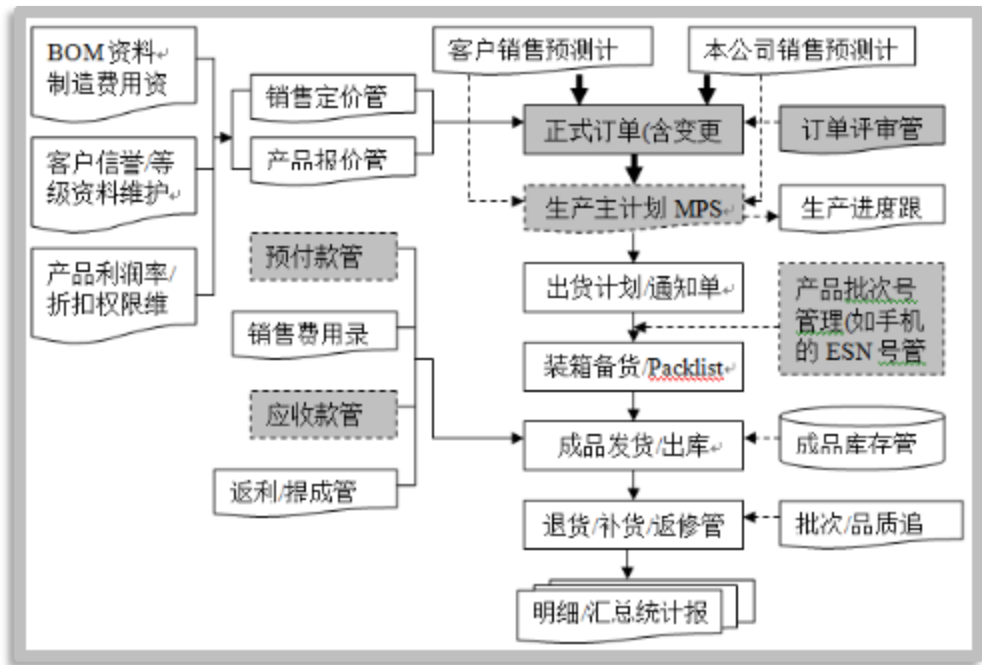 BOM 资料
制造费用资
客户信誉/等
级资料维护
产品利润率/
折扣权限维
销售定价管
产品报价管
预付款管
销售费用录
应收款管
返利/提成管
客户销售预测计
本公司销售预测计
正式订单(含变更
订单评审管
生产主计划 MPS
生产进度跟
出货计划/通知单
产品批次号
管理(如手机
的 ESN 号管
装箱备货/Packlist
成品发货/出库
成品库存管
退货/补货/返修管
批次/品质追
明细/汇总统计报